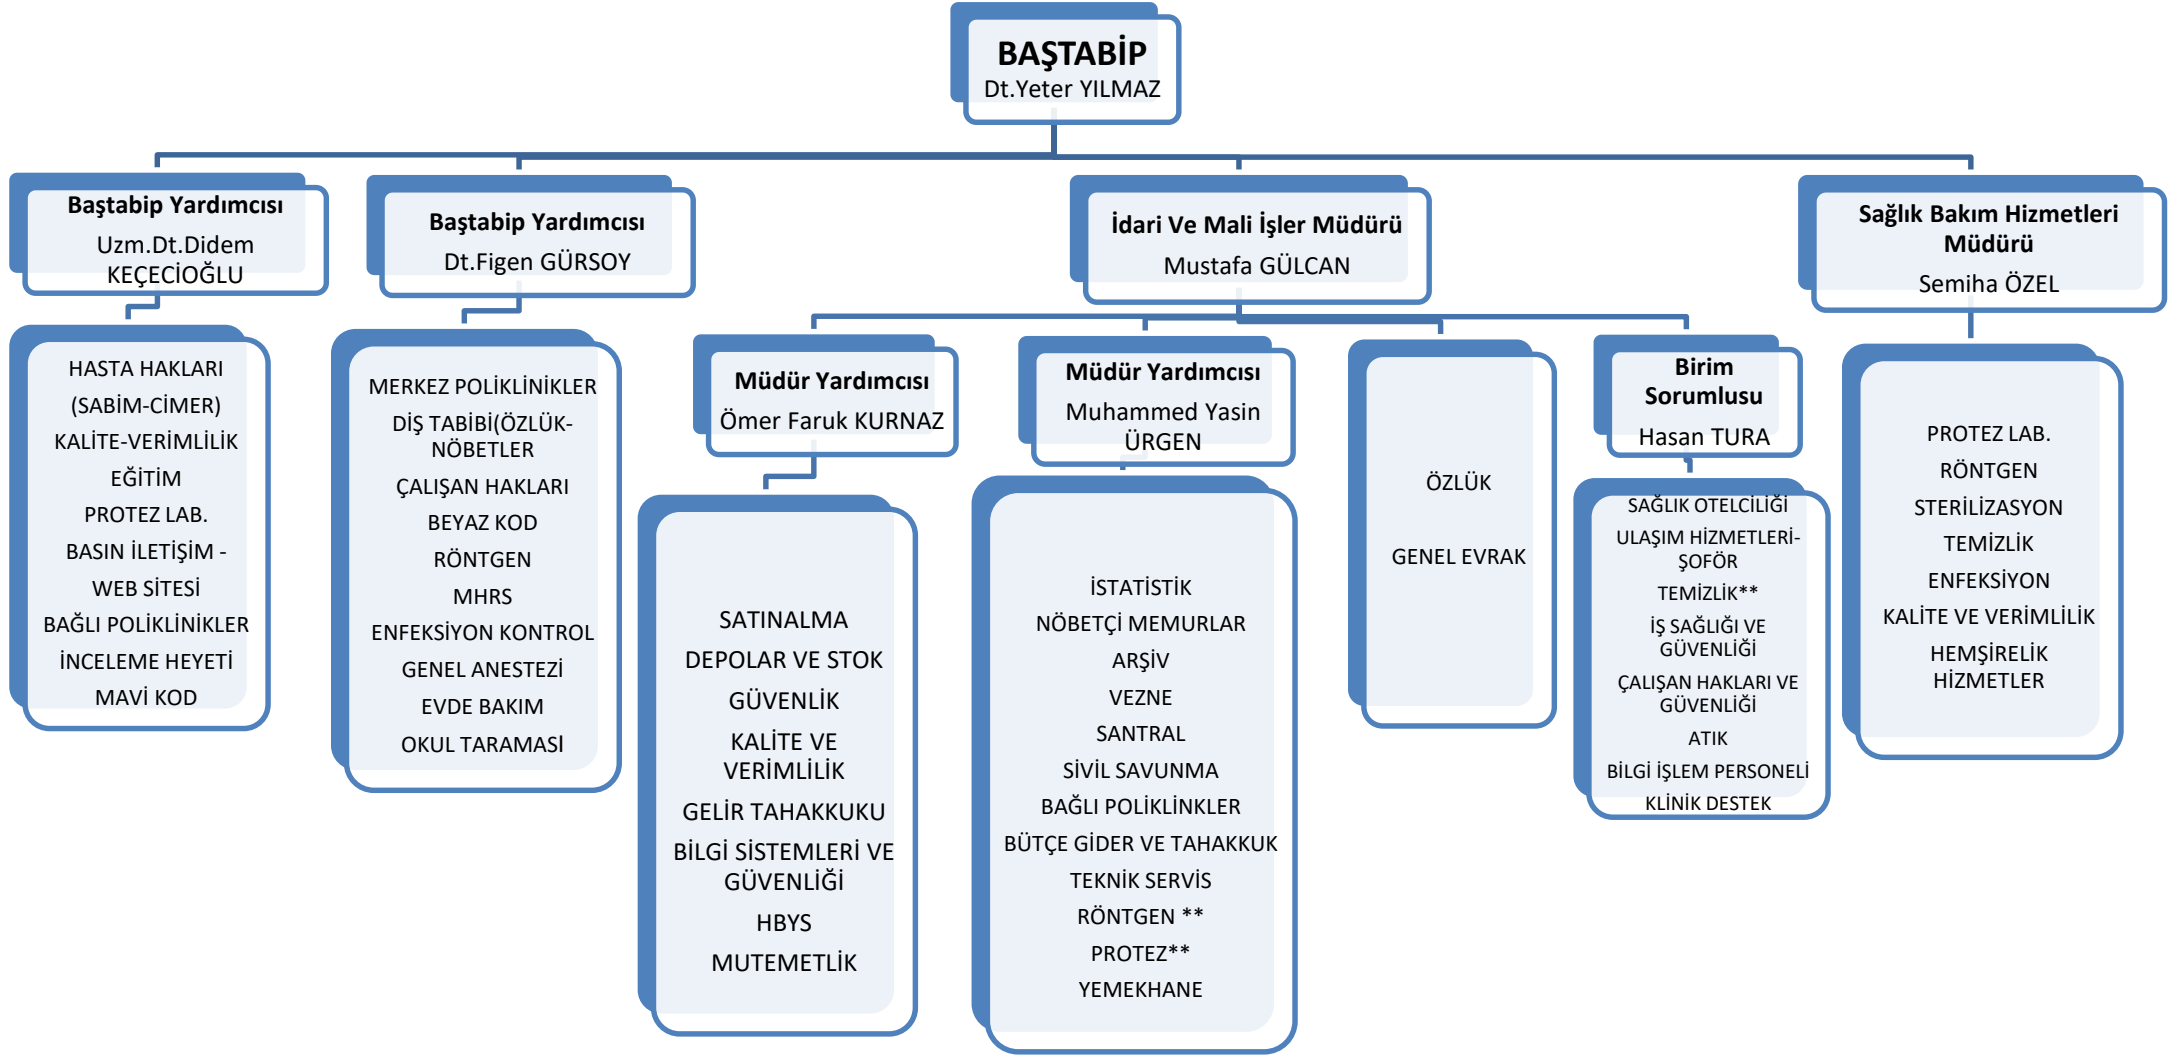 BAŞTABİP
Dt.Yeter YILMAZ
Baştabip Yardımcısı
Uzm.Dt.Didem
KEÇECİOĞLU
HASTA HAKLARI
(SABİM-CİMER)
KALİTE-VERİMLİLİK
EĞİTİM
PROTEZ LAB.
BASIN İLETİŞİM -
WEB SİTESİ
BAĞLI POLİKLİNİKLER
İNCELEME HEYETİ
MAVİ KOD
Baştabip Yardımcısı
Dt.Figen GÜRSOY
MERKEZ POLİKLİNİKLER
DİŞ TABİBİ(ÖZLÜK-
NÖBETLER
ÇALIŞAN HAKLARI
BEYAZ KOD
RÖNTGEN
MHRS
ENFEKSİYON KONTROL
GENEL ANESTEZİ
EVDE BAKIM
OKUL TARAMASI
İdari Ve Mali İşler Müdürü
Mustafa GÜLCAN
Müdür Yardımcısı
Ömer Faruk KURNAZ
SATINALMA
DEPOLAR VE STOK
GÜVENLİK
KALİTE VE
VERİMLİLİK
GELİR TAHAKKUKU
BİLGİ SİSTEMLERİ VE
GÜVENLİĞİ
HBYS
MUTEMETLİK
Müdür Yardımcısı
Muhammed Yasin
ÜRGEN
İSTATİSTİK
NÖBETÇİ MEMURLAR
ARŞİV
VEZNE
SANTRAL
SİVİL SAVUNMA
BAĞLI POLİKLİNKLER
BÜTÇE GİDER VE TAHAKKUK
TEKNİK SERVİS
RÖNTGEN **
PROTEZ**
YEMEKHANE
ÖZLÜK
GENEL EVRAK
Birim
Sorumlusu
Hasan TURA
SAĞLIK OTELCİLİĞİ
ULAŞIM HİZMETLERİ-
ŞOFÖR
TEMİZLİK**
İŞ SAĞLIĞI VE
GÜVENLİĞİ
ÇALIŞAN HAKLARI VE
GÜVENLİĞİ
ATIK
BİLGİ İŞLEM PERSONELİ
KLİNİK DESTEK
Sağlık Bakım Hizmetleri
Müdürü
Semiha ÖZEL
PROTEZ LAB.
RÖNTGEN
STERİLİZASYON
TEMİZLİK
ENFEKSİYON
KALİTE VE VERİMLİLİK
HEMŞİRELİK
HİZMETLER